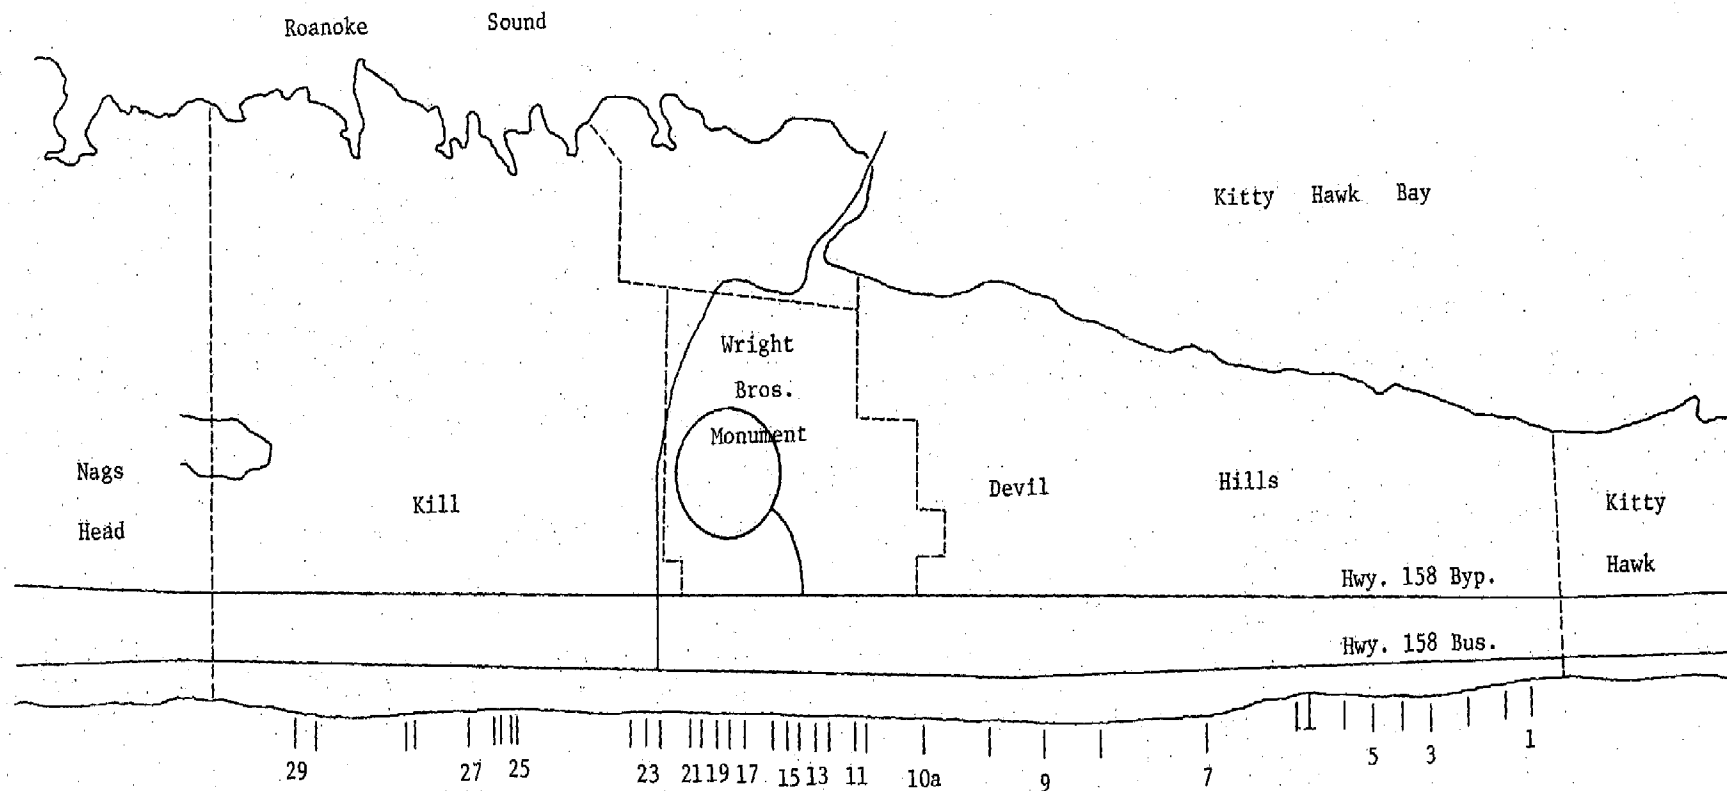 Roanoke Sound
Kitty Hawk Bay
Wright
Bros.
Monument
Nags
Head
Kill
Devil
Hills
Kitty
Hawk
Hwy. 158 Byp.
Hwy. 158 Bus.
29 27 25 23 21 19 17 15 13 11 10a 9 7 5 3 1